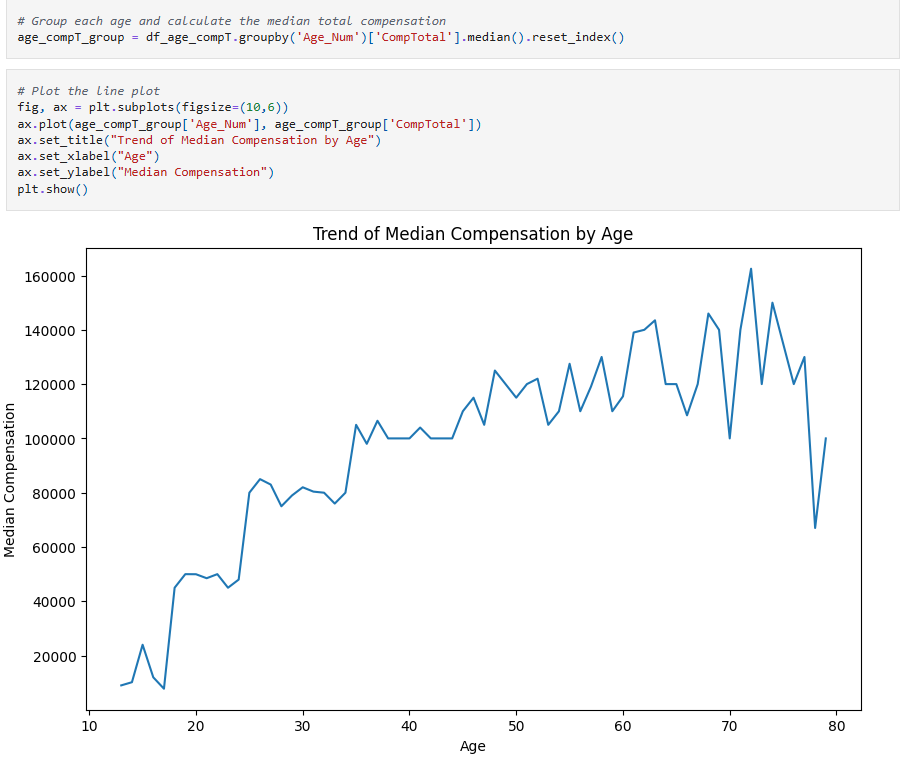 # Group each age and calculate the median total compensation
age_compT_group = df_age_compT.groupby('Age_Num')['CompTotal'].median().reset_index()
# Plot the line plot
fig, ax = plt.subplots(figsize=(10,6))
ax.plot(age_compT_group['Age_Num'], age_compT_group['CompTotal'])
ax.set_title("Trend of Median Compensation by Age")
ax.set_xlabel("Age")
ax.set_ylabel("Median Compensation")
plt.show()
Trend of Median Compensation by Age
Median Compensation
160000
140000
120000
100000
80000
60000
40000
20000
10 20 30 40 50 60 70 80
Age